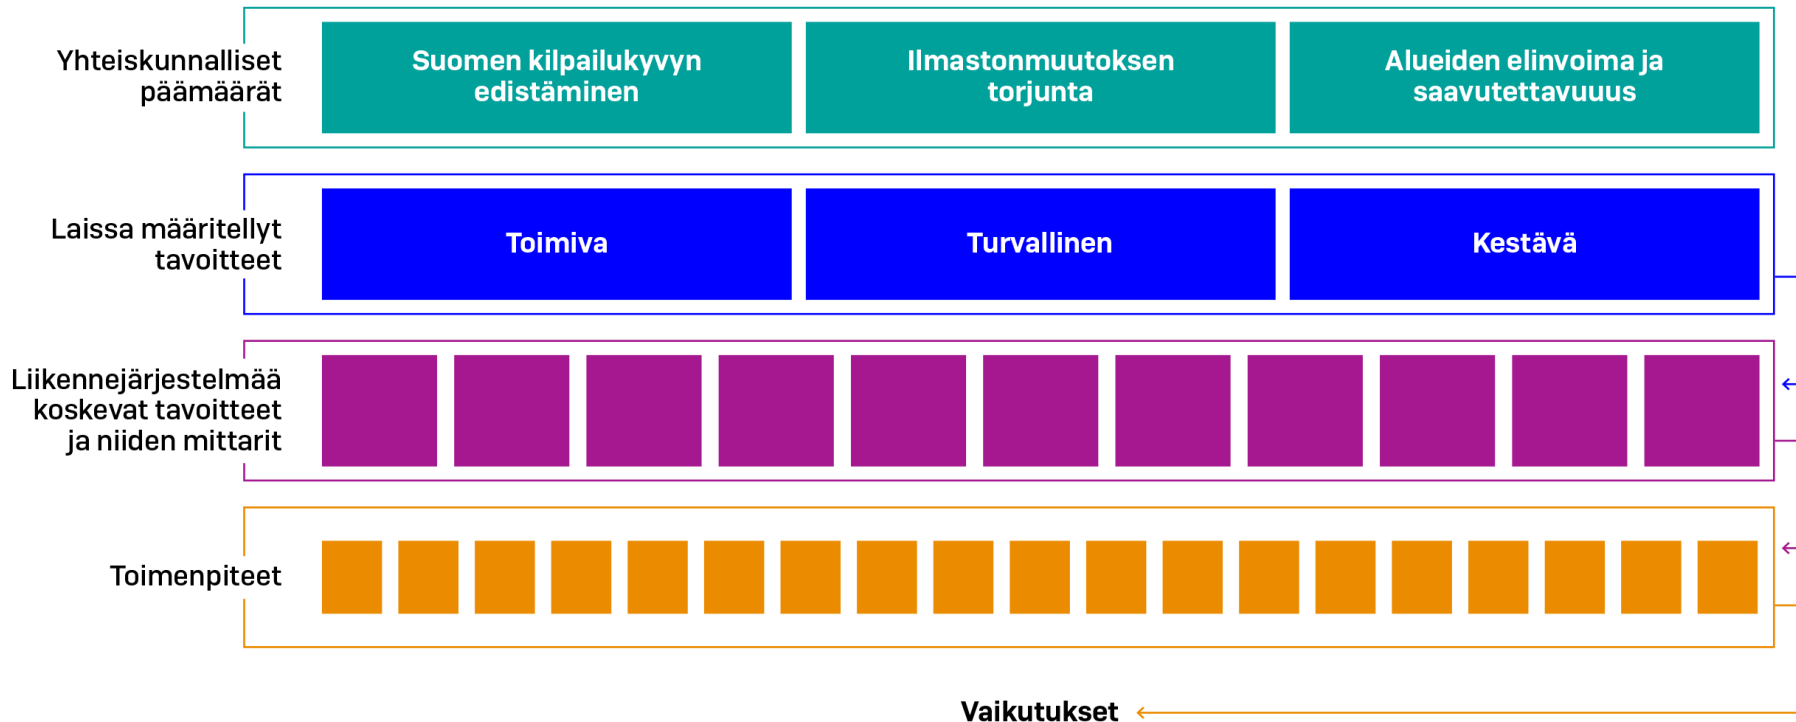 Yhteiskunnalliset
päämäärät
Suomen kilpailukyvyn
edistäminen
Ilmastonmuutoksen
torjunta
Alueiden elinvoima ja
saavutettavuuus
Laissa määritellyt
tavoitteet
Toimiva
Turvallinen
Kestävä
Liikennejärjestelmää
koskevat tavoitteet
ja niiden mittarit
Toimenpiteet
Vaikutukset